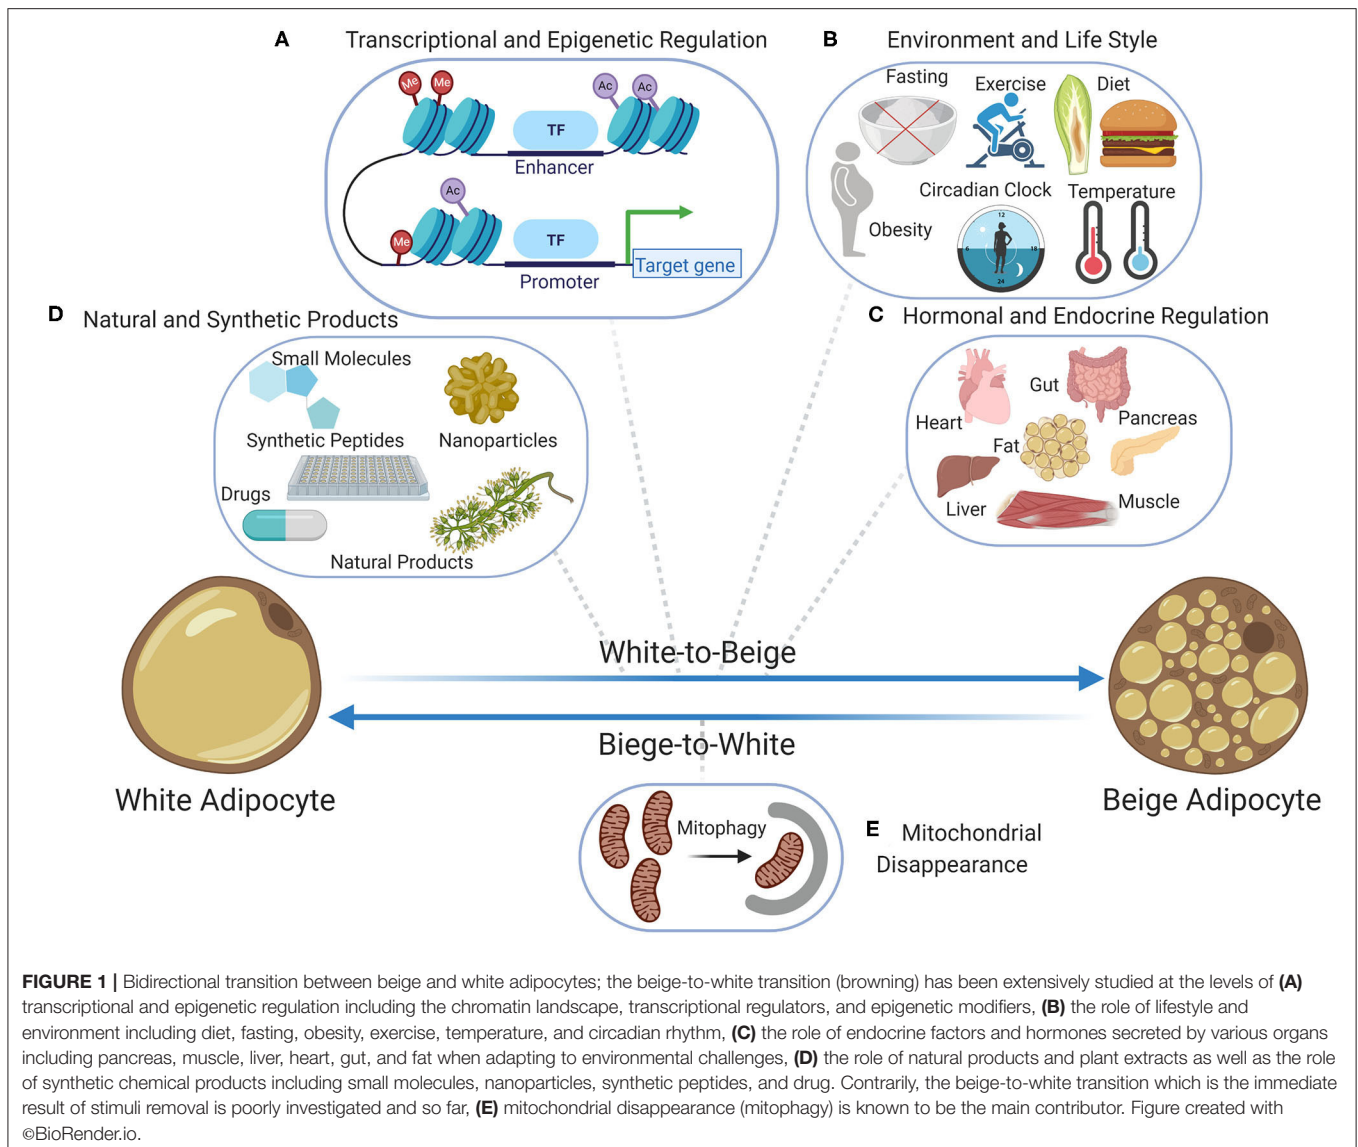 A Transcriptional and Epigenetic Regulation
Me Me Ac Ac
TF
Enhancer
Ac
Me
TF
Promoter
Target gene
B Environment and Life Style
Fasting
Exercise
Diet
Obesity
Circadian Clock
12
6 18
24
Temperature
D Natural and Synthetic Products
Small Molecules
Synthetic Peptides
Nanoparticles
Drugs
Natural Products
C Hormonal and Endocrine Regulation
Heart
Gut
Pancreas
Fat
Liver
Muscle
White-to-Beige
Biege-to-White
White Adipocyte
Beige Adipocyte
Mitophagy
E Mitochondrial
Disappearance
FIGURE 1 | Bidirectional transition between beige and white adipocytes; the beige-to-white transition (browning) has been extensively studied at the levels of (A)
transcriptional and epigenetic regulation including the chromatin landscape, transcriptional regulators, and epigenetic modifiers, (B) the role of lifestyle and
environment including diet, fasting, obesity, exercise, temperature, and circadian rhythm, (C) the role of endocrine factors and hormones secreted by various organs
including pancreas, muscle, liver, heart, gut, and fat when adapting to environmental challenges, (D) the role of natural products and plant extracts as well as the role
of synthetic chemical products including small molecules, nanoparticles, synthetic peptides, and drug. Contrarily, the beige-to-white transition which is the immediate
result of stimuli removal is poorly investigated and so far, (E) mitochondrial disappearance (mitophagy) is known to be the main contributor. Figure created with
©BioRender.io.